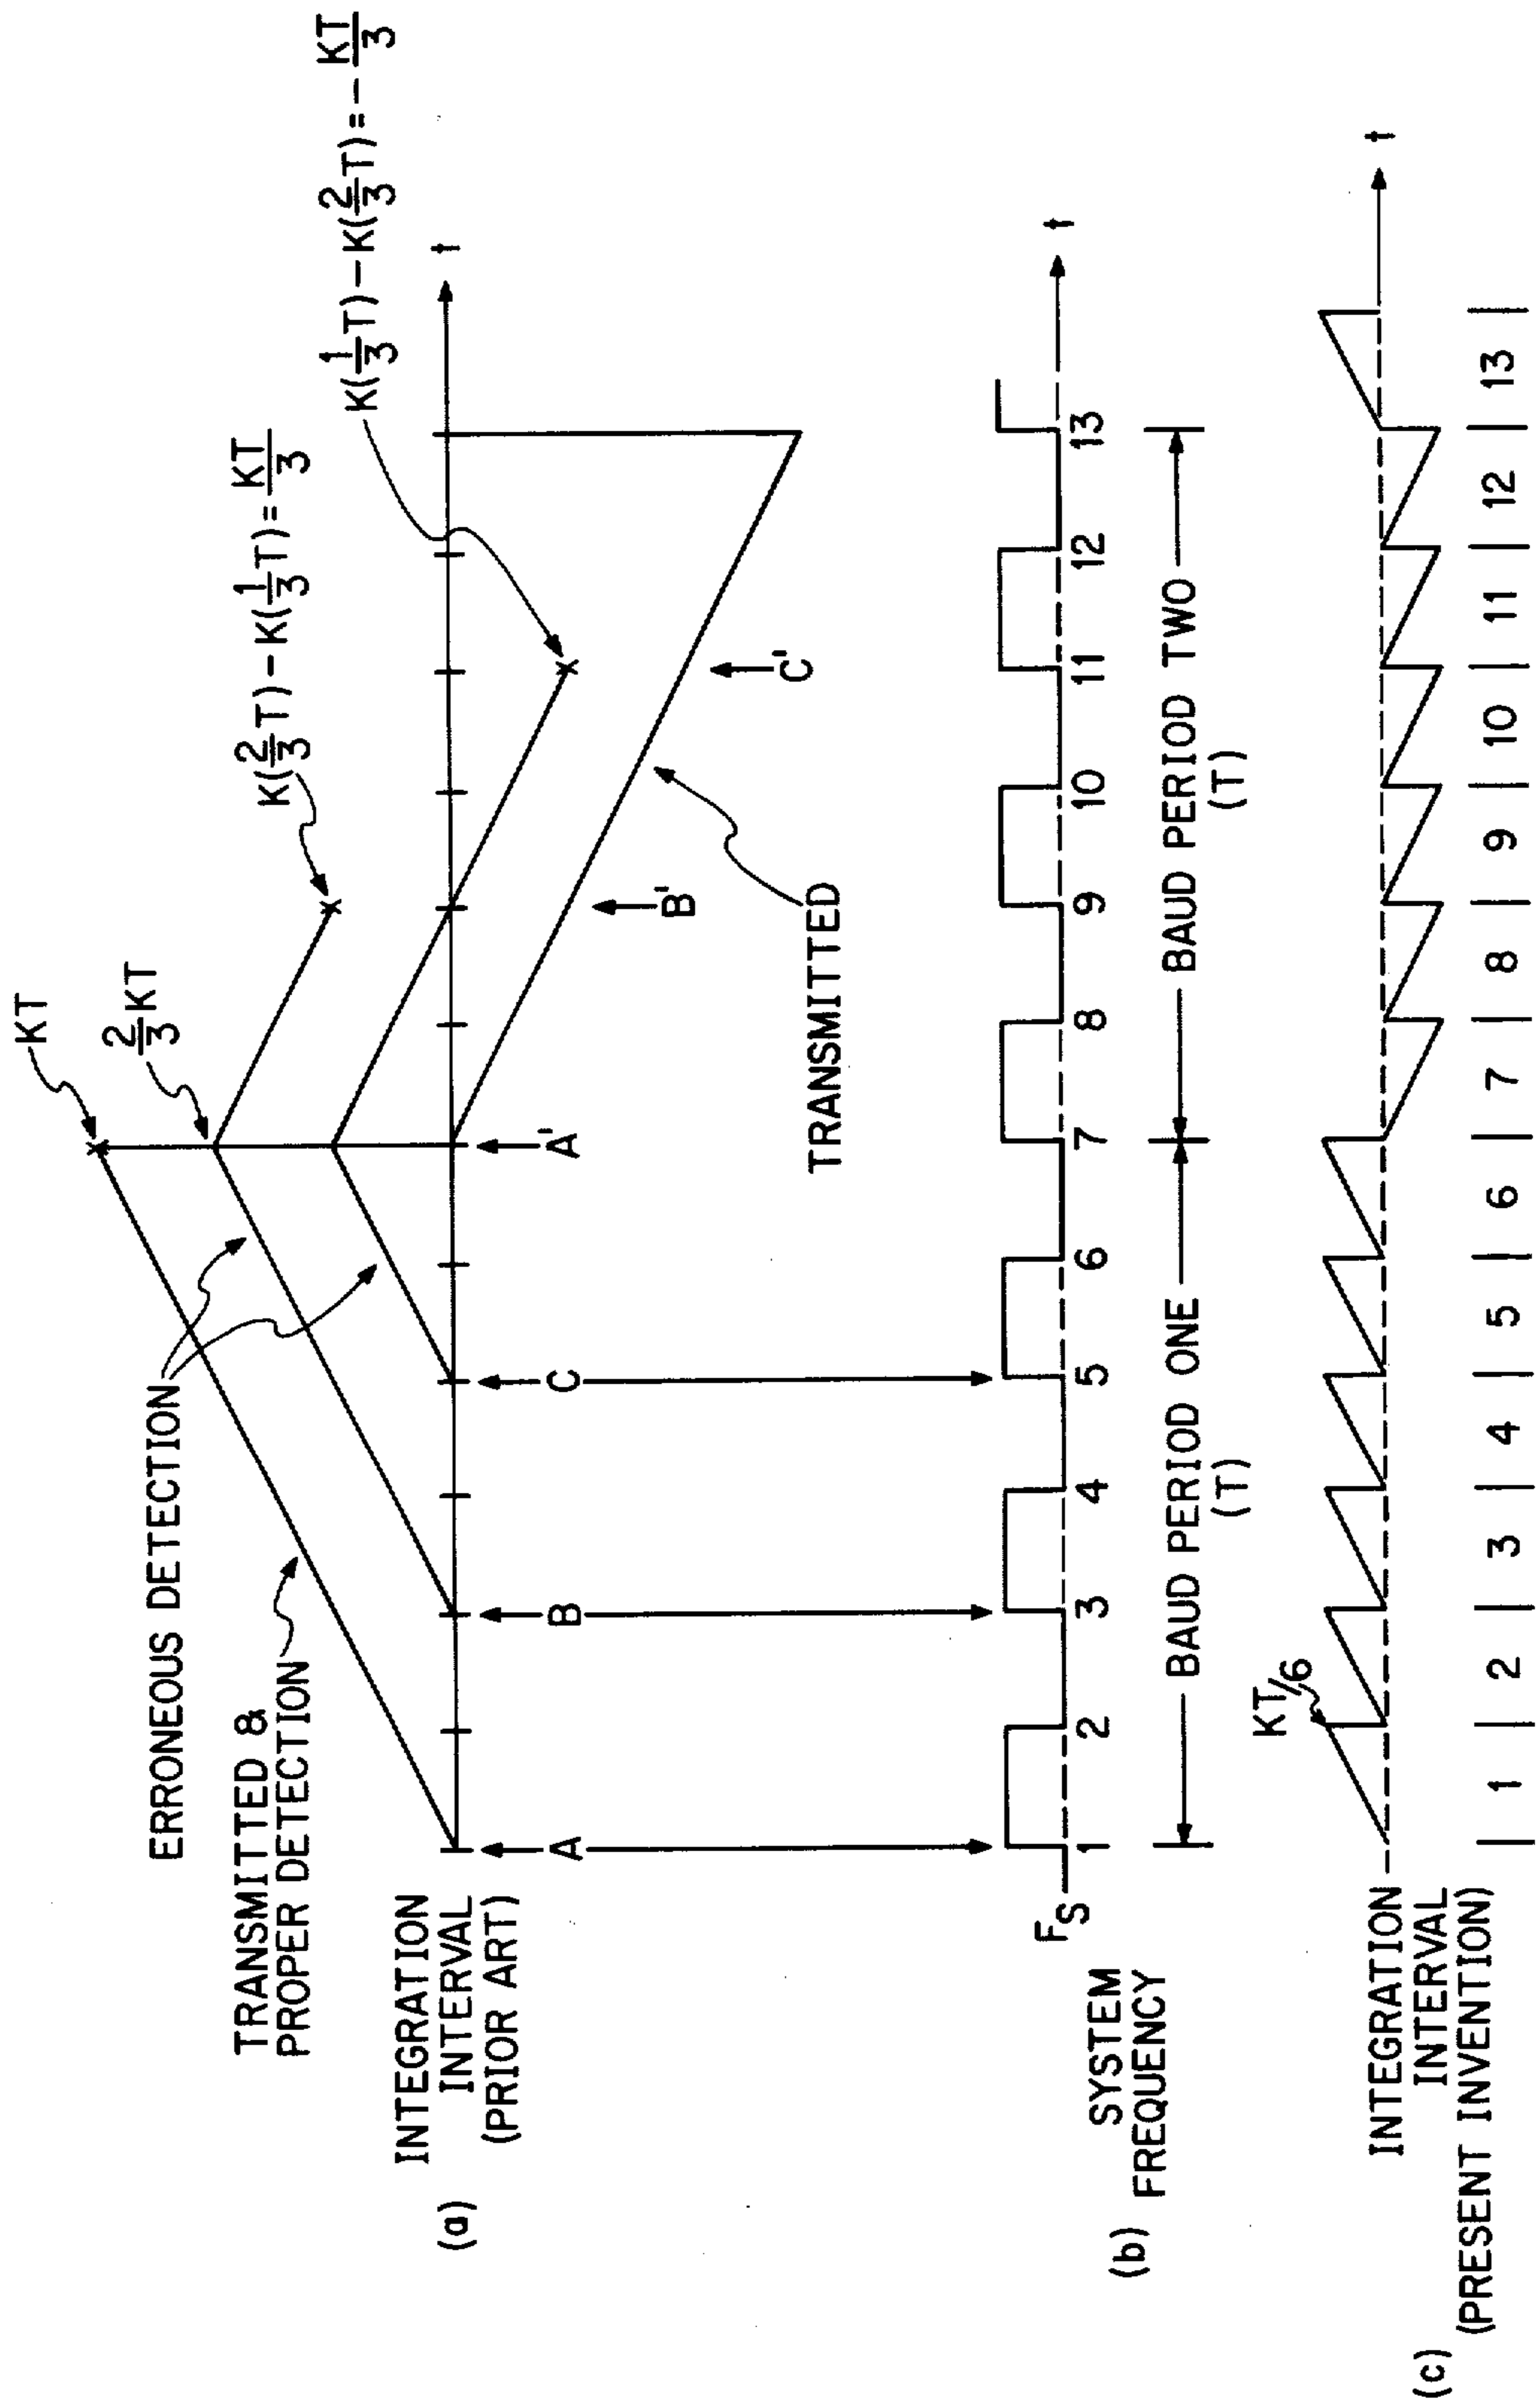 KT
2/3 KT
K(2/3 T) – K(1/3 T) = KT/3
K(1/3 T) – K(2/3 T) = – KT/3
ERRONEOUS DETECTION
TRANSMITTED &
PROPER DETECTION
(a)
INTEGRATION
INTERVAL
(PRIOR ART)
t
A
B
C
A'
B'
C'
TRANSMITTED
(b)
SYSTEM
FREQUENCY
FS
t
1 2 3 4 5 6 7 8 9 10 11 12 13
BAUD PERIOD ONE
(T)
BAUD PERIOD TWO
(T)
KT/6
(c)
INTEGRATION
INTERVAL
(PRESENT INVENTION)
t
1 2 3 4 5 6 7 8 9 10 11 12 13